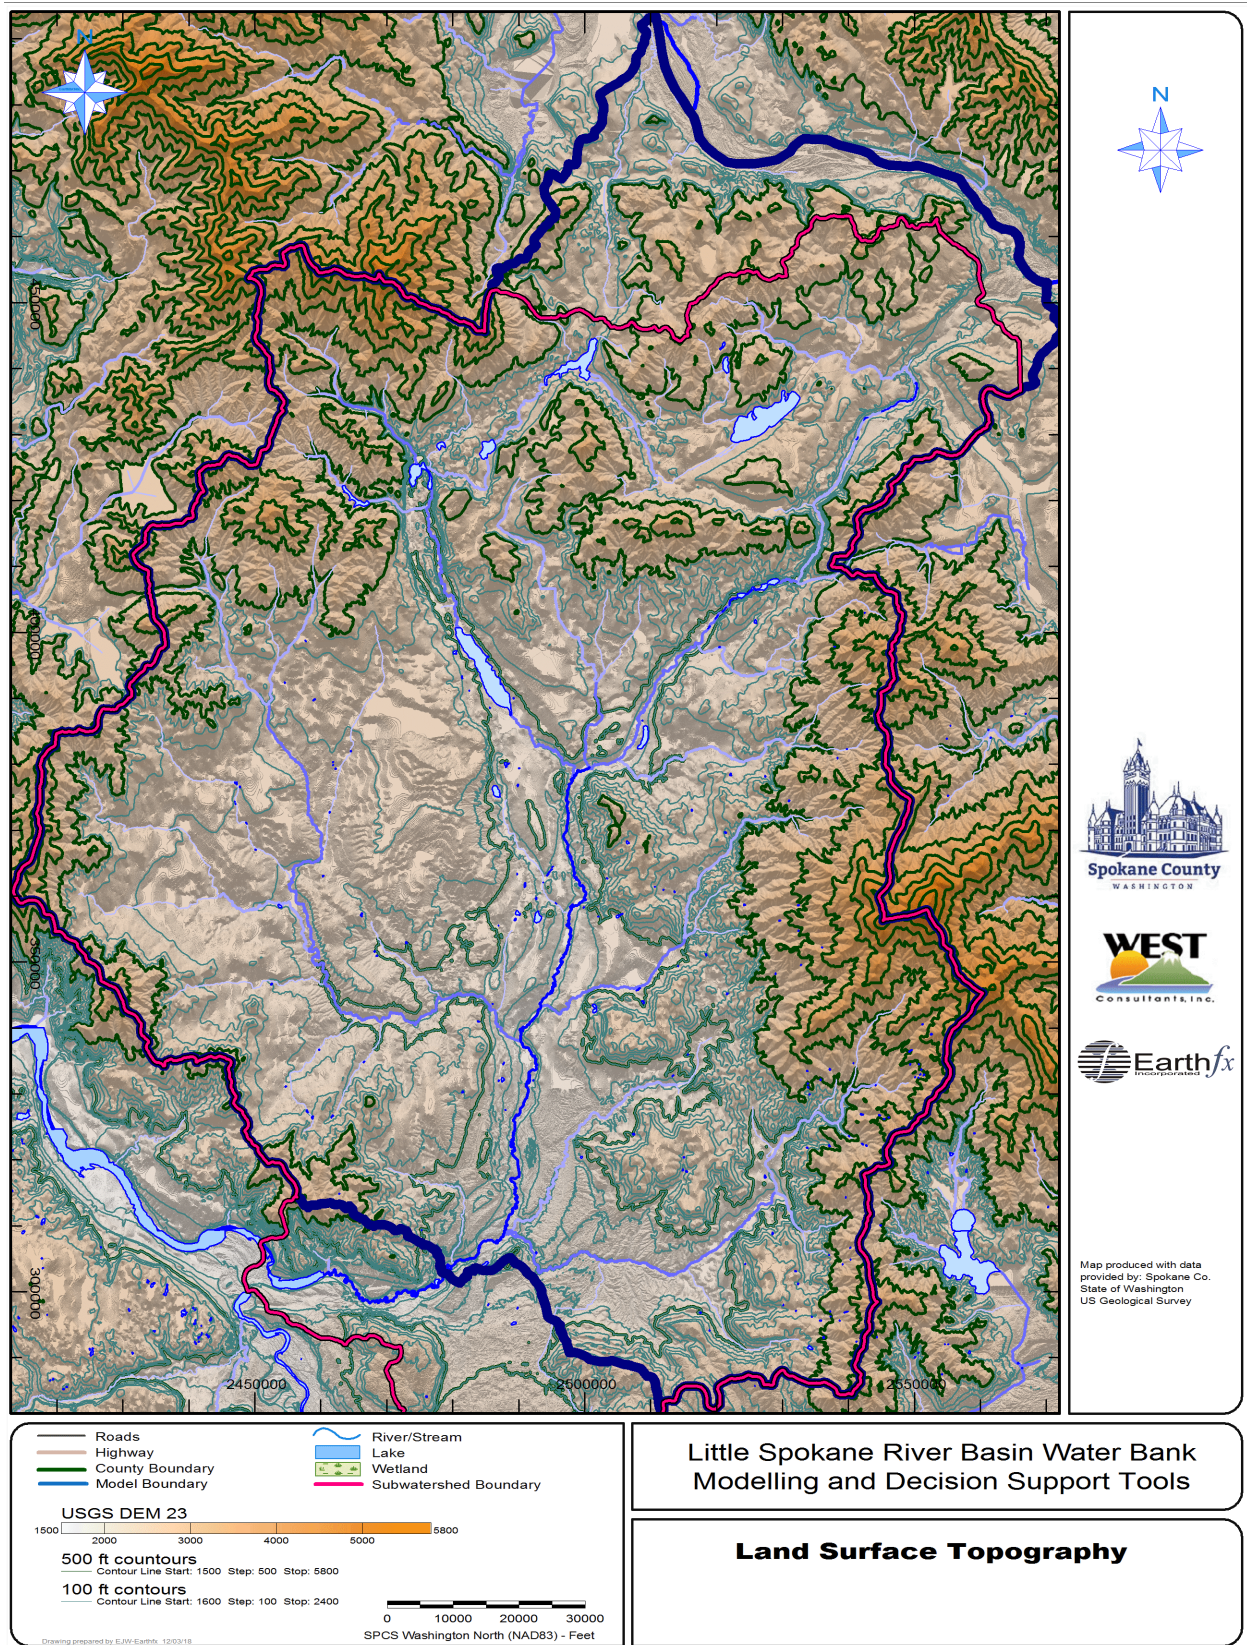 N
N
450000
400000
350000
300000
2450000
2500000
2550000
Spokane County
WASHINGTON
WEST
Consultants, Inc.
Earthfx
Incorporated
Map produced with data
provided by: Spokane Co.
State of Washington
US Geological Survey
Roads
Highway
County Boundary
Model Boundary
River/Stream
Lake
Wetland
Subwatershed Boundary
USGS DEM 23
1500
5800
2000
3000
4000
5000
500 ft countours
Contour Line Start: 1500 Step: 500 Stop: 5800
100 ft contours
Contour Line Start: 1600 Step: 100 Stop: 2400
0
10000
20000
30000
SPCS Washington North (NAD83) - Feet
Drawing prepared by EJW-Earthfx 12/03/18
Little Spokane River Basin Water Bank
Modelling and Decision Support Tools
Land Surface Topography